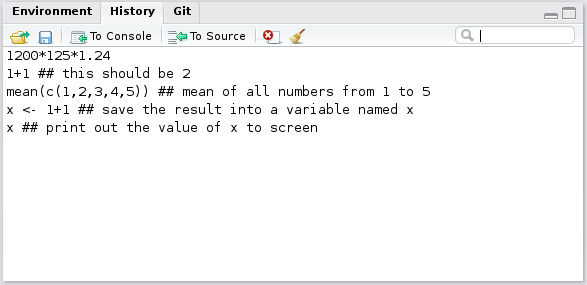 Environment History Git
To Console To Source
1200*125*1.24
1+1 ## this should be 2
mean(c(1,2,3,4,5)) ## mean of all numbers from 1 to 5
x <- 1+1 ## save the result into a variable named x
x ## print out the value of x to screen